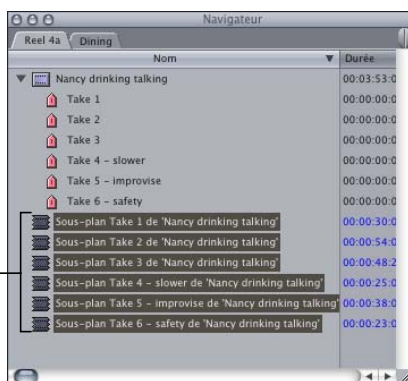 Navigateur
Reel 4a Dining
Nom Durée
Nancy drinking talking 00:03:53:0
Take 1 00:00:00:0
Take 2 00:00:00:0
Take 3 00:00:00:0
Take 4 – slower 00:00:00:0
Take 5 – improvise 00:00:00:0
Take 6 – safety 00:00:00:0
Sous-plan Take 1 de 'Nancy drinking talking' 00:00:30:0
Sous-plan Take 2 de 'Nancy drinking talking' 00:00:54:0
Sous-plan Take 3 de 'Nancy drinking talking' 00:00:48:2
Sous-plan Take 4 – slower de 'Nancy drinking talking' 00:00:25:0
Sous-plan Take 5 – improvise de 'Nancy drinking talking' 00:00:38:0
Sous-plan Take 6 – safety de 'Nancy drinking talking' 00:00:23:0